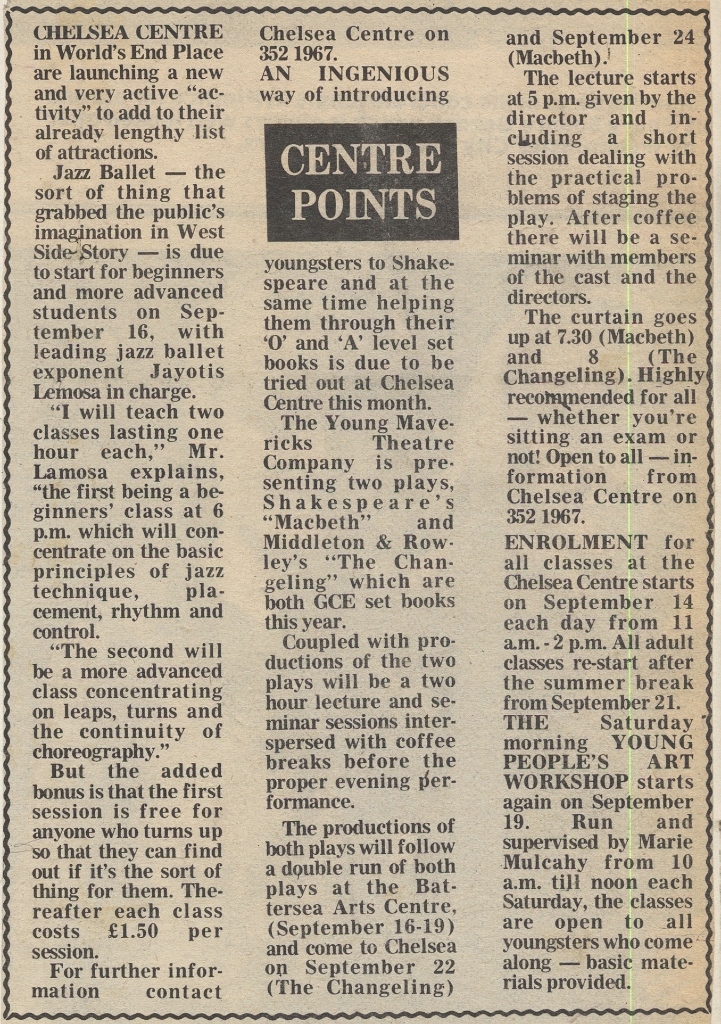 CHELSEA CENTRE
in World's End Place
are launching a new
and very active “ac-
tivity” to add to their
already lengthy list
of attractions.
Jazz Ballet — the
sort of thing that
grabbed the public's
imagination in West
Side Story — is due
to start for beginners
and more advanced
students on Sep-
tember 16, with
leading jazz ballet
exponent Jayotis
Lemosa in charge.
“I will teach two
classes lasting one
hour each,” Mr.
Lamosa explains,
“the first being a be-
ginners' class at 6
p.m. which will con-
centrate on the basic
principles of jazz
technique, pla-
cement, rhythm and
control.
“The second will
be a more advanced
class concentrating
on leaps, turns and
the continuity of
choreography.”
But the added
bonus is that the first
session is free for
anyone who turns up
so that they can find
out if it's the sort of
thing for them. The-
reafter each class
costs £1.50 per
session.
For further infor-
mation contact
Chelsea Centre on
352 1967.
AN INGENIOUS
way of introducing
CENTRE
POINTS
youngsters to Shake-
speare and at the
same time helping
them through their
'O' and 'A' level set
books is due to be
tried out at Chelsea
Centre this month.
The Young Mave-
ricks Theatre
Company is pre-
senting two plays,
Shakespeare's
“Macbeth” and
Middleton & Row-
ley's “The Chan-
geling” which are
both GCE set books
this year.
Coupled with pro-
ductions of the two
plays will be a two
hour lecture and se-
minar sessions inter-
spersed with coffee
breaks before the
proper evening per-
formance.
The productions of
both plays will follow
a double run of both
plays at the Bat-
tersea Arts Centre,
(September 16-19)
and come to Chelsea
on September 22
(The Changeling)
and September 24
(Macbeth).
The lecture starts
at 5 p.m. given by the
director and in-
cluding a short
session dealing with
the practical pro-
blems of staging the
play. After coffee
there will be a se-
minar with members
of the cast and the
directors.
The curtain goes
up at 7.30 (Macbeth)
and 8 (The
Changeling). Highly
recommended for all
— whether you're
sitting an exam or
not! Open to all — in-
formation from
Chelsea Centre on
352 1967.
ENROLMENT for
all classes at the
Chelsea Centre starts
on September 14
each day from 11
a.m. - 2 p.m. All adult
classes re-start after
the summer break
from September 21.
THE Saturday
morning YOUNG
PEOPLE'S ART
WORKSHOP starts
again on September
19. Run and
supervised by Marie
Mulcahy from 10
a.m. till noon each
Saturday, the classes
are open to all
youngsters who come
along — basic mate-
rials provided.